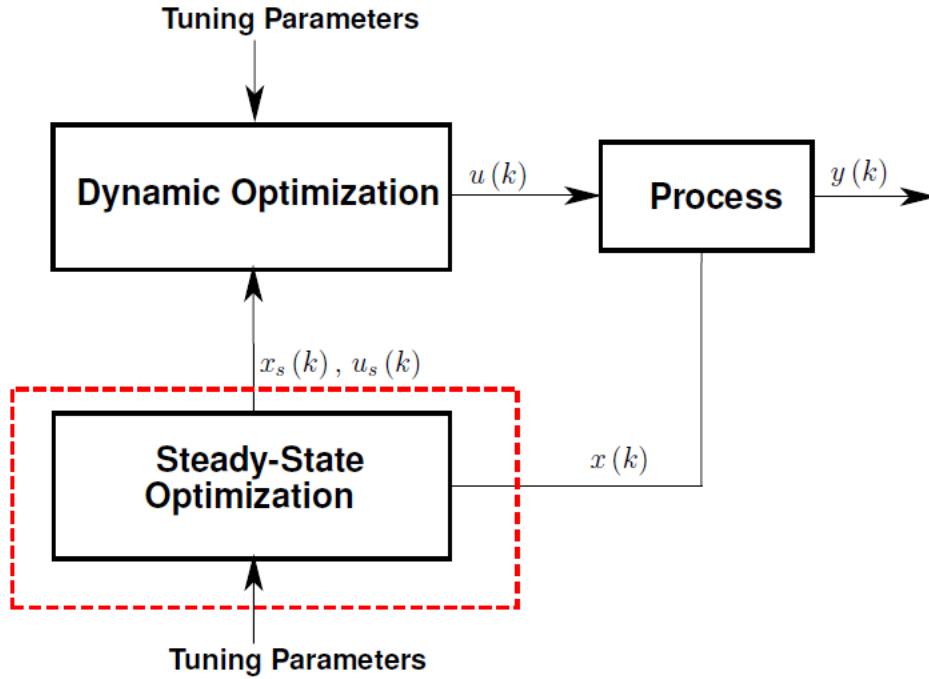 Tuning Parameters
Dynamic Optimization
u (k)
Process
y (k)
x_s (k) , u_s (k)
Steady-State
Optimization
x (k)
Tuning Parameters